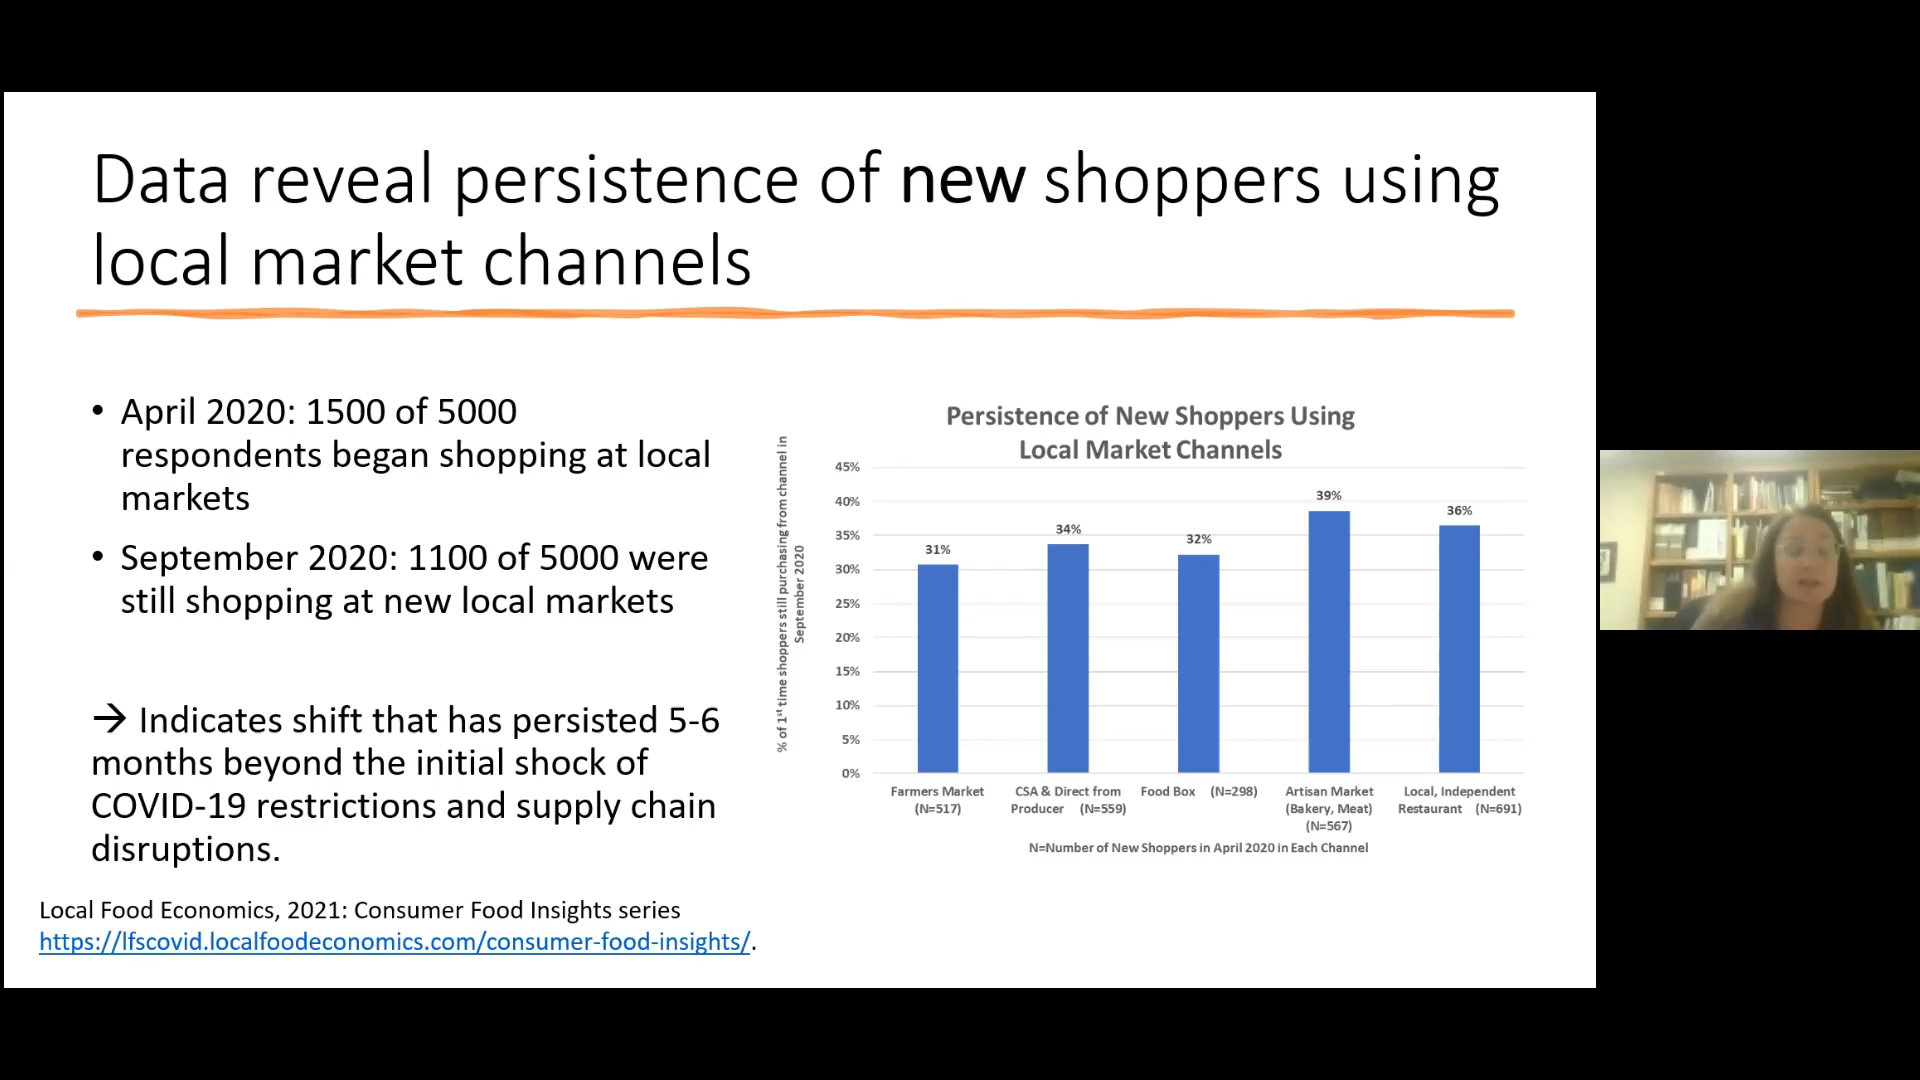 Data reveal persistence of new shoppers using
local market channels
• April 2020: 1500 of 5000
respondents began shopping at local
markets
• September 2020: 1100 of 5000 were
still shopping at new local markets
→ Indicates shift that has persisted 5-6
months beyond the initial shock of
COVID-19 restrictions and supply chain
disruptions.
Local Food Economics, 2021: Consumer Food Insights series
https://lfscovid.localfoodeconomics.com/consumer-food-insights/.
Persistence of New Shoppers Using
Local Market Channels
% of 1st time shoppers still purchasing from channel in
September 2020
45%
40%
35%
30%
25%
20%
15%
10%
5%
0%
31%
34%
32%
39%
36%
Farmers Market
(N=517)
CSA & Direct from
Producer (N=559)
Food Box (N=298)
Artisan Market
(Bakery, Meat)
(N=567)
Local, Independent
Restaurant (N=691)
N=Number of New Shoppers in April 2020 in Each Channel